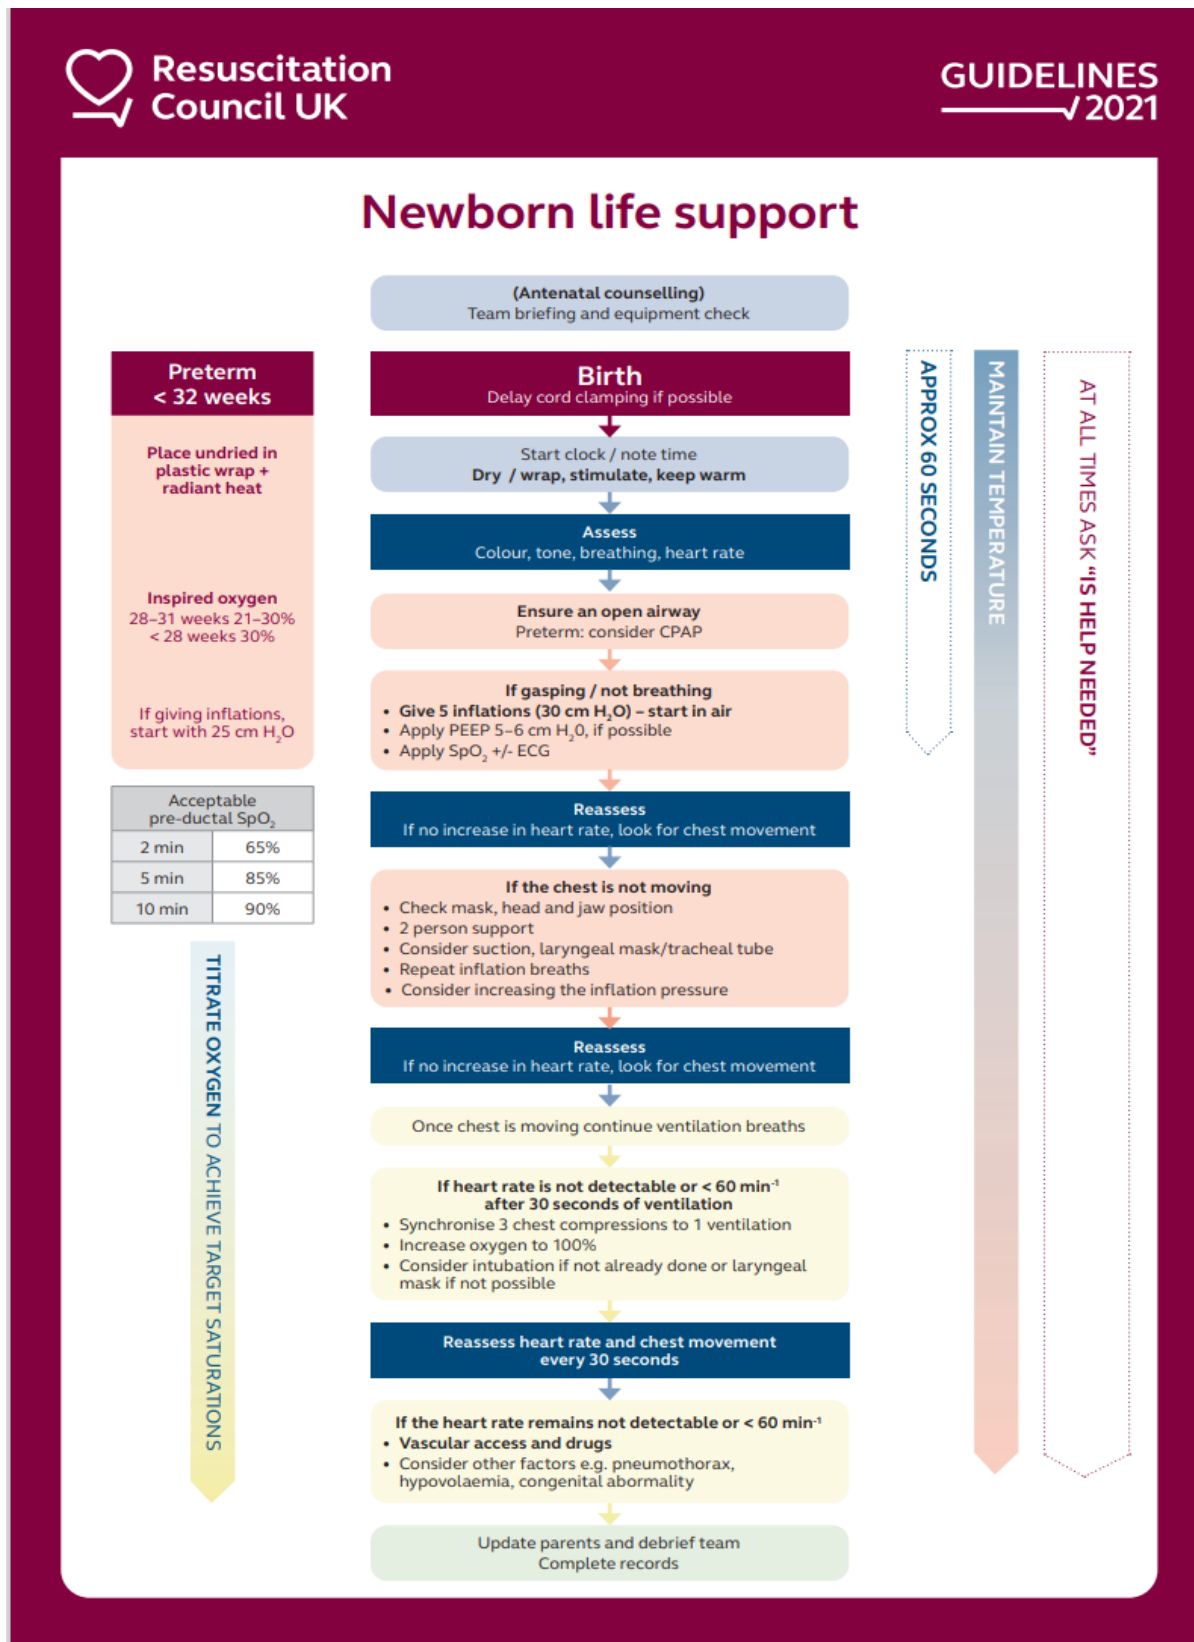 Resuscitation
Council UK
GUIDELINES
2021
Newborn life support
(Antenatal counselling)
Team briefing and equipment check
Preterm
< 32 weeks
Place undried in
plastic wrap +
radiant heat
Inspired oxygen
28–31 weeks 21–30%
< 28 weeks 30%
If giving inflations,
start with 25 cm H₂O
Acceptable
pre-ductal SpO₂
2 min 65%
5 min 85%
10 min 90%
TITRATE OXYGEN TO ACHIEVE TARGET SATURATIONS
Birth
Delay cord clamping if possible
Start clock / note time
Dry / wrap, stimulate, keep warm
Assess
Colour, tone, breathing, heart rate
Ensure an open airway
Preterm: consider CPAP
If gasping / not breathing
• Give 5 inflations (30 cm H₂O) – start in air
• Apply PEEP 5–6 cm H₂0, if possible
• Apply SpO₂ +/- ECG
Reassess
If no increase in heart rate, look for chest movement
If the chest is not moving
• Check mask, head and jaw position
• 2 person support
• Consider suction, laryngeal mask/tracheal tube
• Repeat inflation breaths
• Consider increasing the inflation pressure
Reassess
If no increase in heart rate, look for chest movement
Once chest is moving continue ventilation breaths
If heart rate is not detectable or < 60 min⁻¹
after 30 seconds of ventilation
• Synchronise 3 chest compressions to 1 ventilation
• Increase oxygen to 100%
• Consider intubation if not already done or laryngeal
mask if not possible
Reassess heart rate and chest movement
every 30 seconds
If the heart rate remains not detectable or < 60 min⁻¹
• Vascular access and drugs
• Consider other factors e.g. pneumothorax,
hypovolaemia, congenital abormality
Update parents and debrief team
Complete records
APPROX 60 SECONDS
MAINTAIN TEMPERATURE
AT ALL TIMES ASK “IS HELP NEEDED”